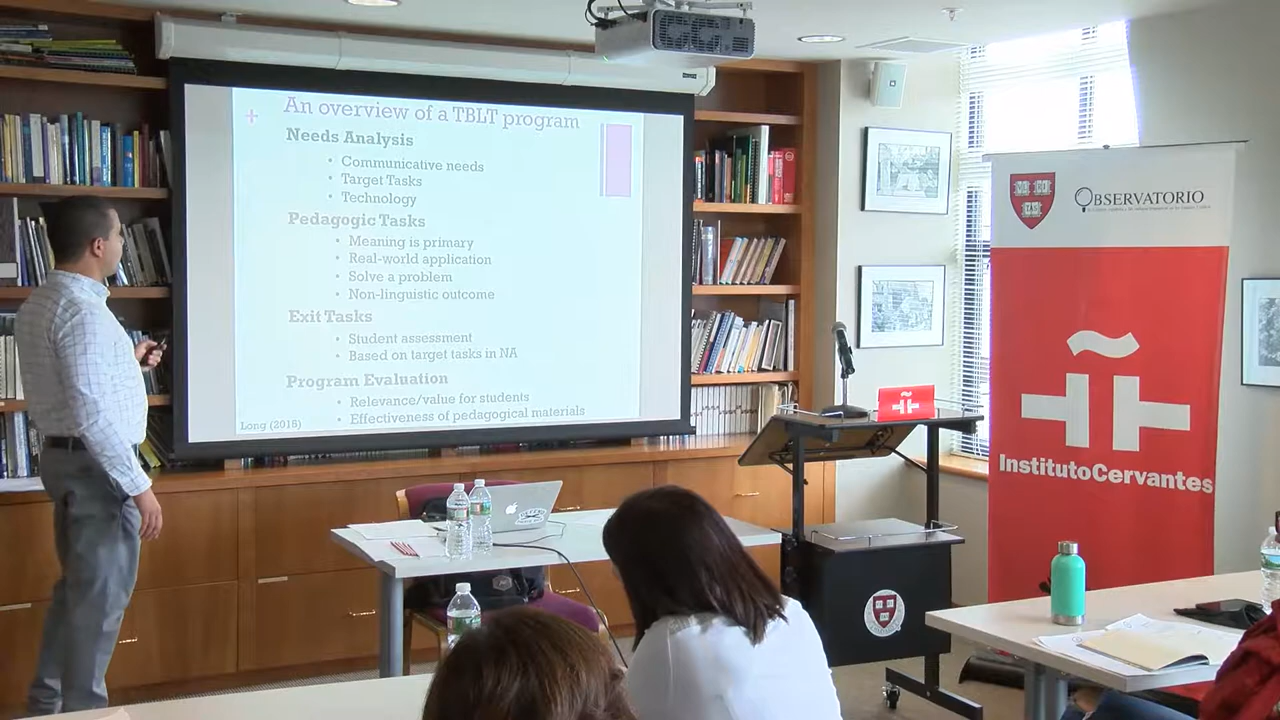 + An overview of a TBLT program
Needs Analysis
• Communicative needs
• Target Tasks
• Technology
Pedagogic Tasks
• Meaning is primary
• Real-world application
• Solve a problem
• Non-linguistic outcome
Exit Tasks
• Student assessment
• Based on target tasks in NA
Program Evaluation
• Relevance/value for students
• Effectiveness of pedagogical materials
Long (2015)
OBSERVATORIO
InstitutoCervantes